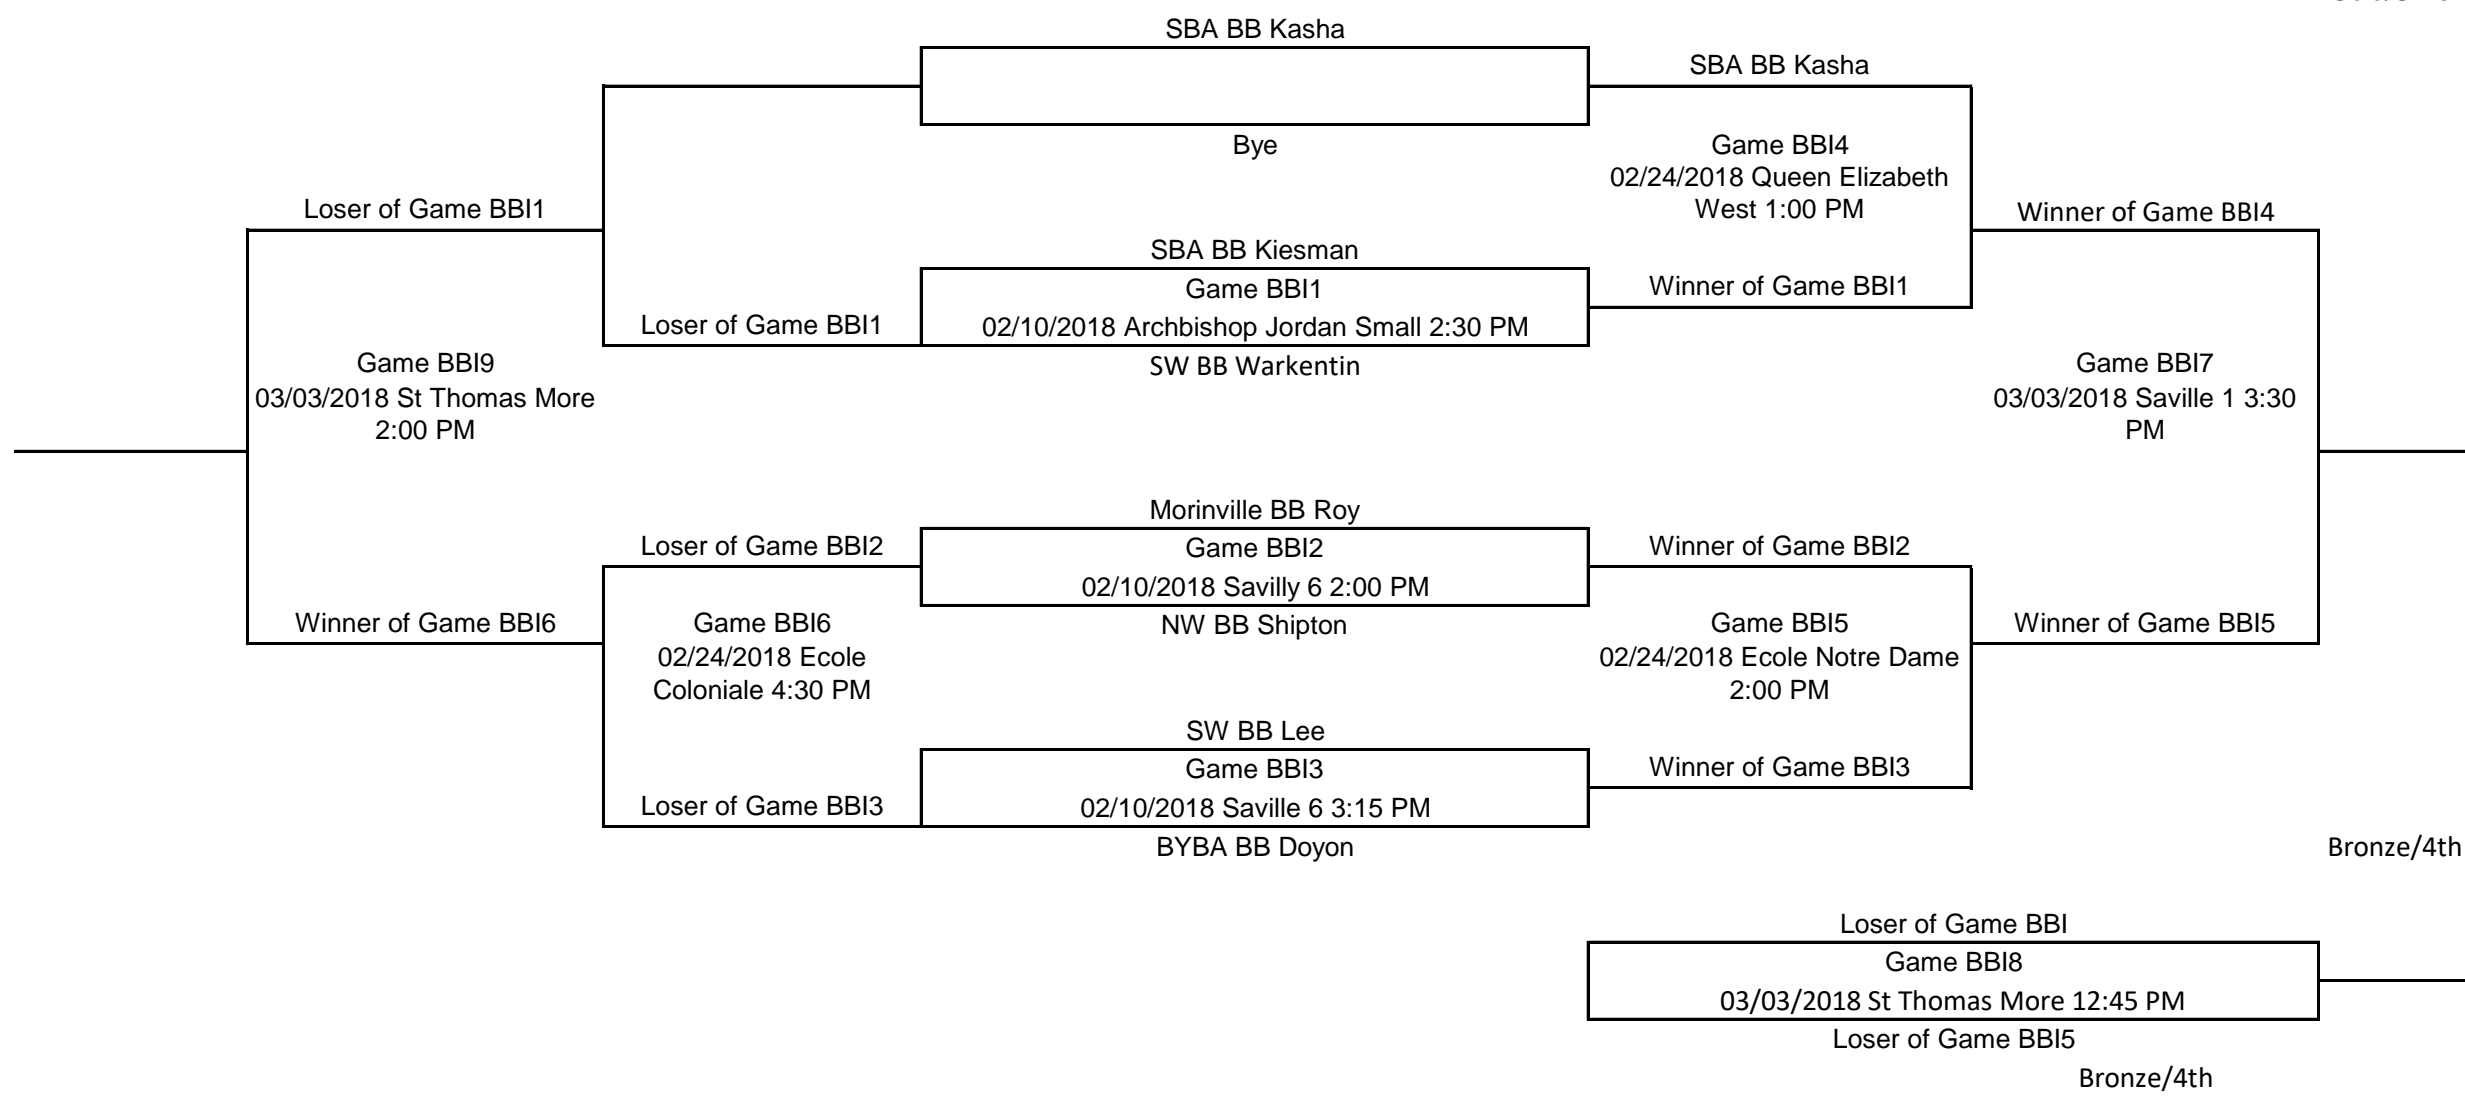 SBA BB Kasha
SBA BB Kasha
Bye
Game BBI4
02/24/2018 Queen Elizabeth
West 1:00 PM
Loser of Game BBI1
Winner of Game BBI4
SBA BB Kiesman
Game BBI1
Winner of Game BBI1
Loser of Game BBI1
02/10/2018 Archbishop Jordan Small 2:30 PM
SW BB Warkentin
Game BBI9
03/03/2018 St Thomas More
2:00 PM
Game BBI7
03/03/2018 Saville 1 3:30
PM
Morinville BB Roy
Loser of Game BBI2
Game BBI2
Winner of Game BBI2
02/10/2018 Savilly 6 2:00 PM
NW BB Shipton
Winner of Game BBI6
Game BBI6
02/24/2018 Ecole
Coloniale 4:30 PM
Game BBI5
02/24/2018 Ecole Notre Dame
2:00 PM
Winner of Game BBI5
SW BB Lee
Game BBI3
Winner of Game BBI3
Loser of Game BBI3
02/10/2018 Saville 6 3:15 PM
BYBA BB Doyon
Bronze/4th
Loser of Game BBI
Game BBI8
03/03/2018 St Thomas More 12:45 PM
Loser of Game BBI5
Bronze/4th